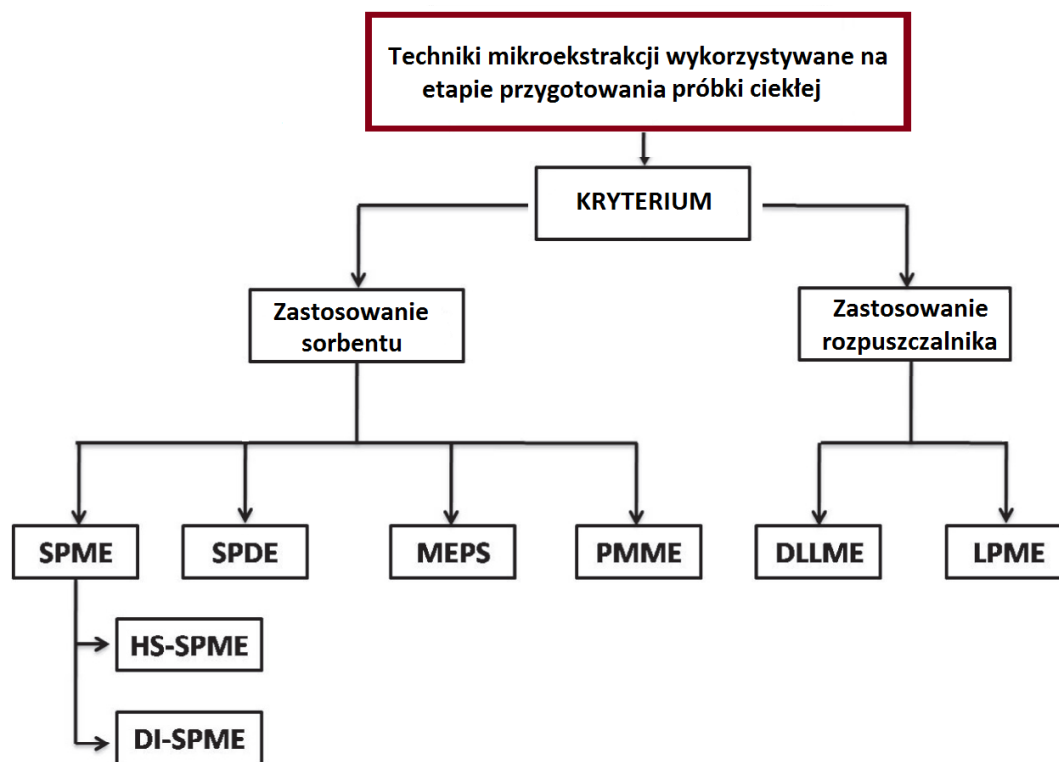 Techniki mikroekstrakcji wykorzystywane na
etapie przygotowania próbki ciekłej
KRYTERIUM
Zastosowanie
sorbentu
Zastosowanie
rozpuszczalnika
SPME
SPDE
MEPS
PMME
DLLME
LPME
HS-SPME
DI-SPME